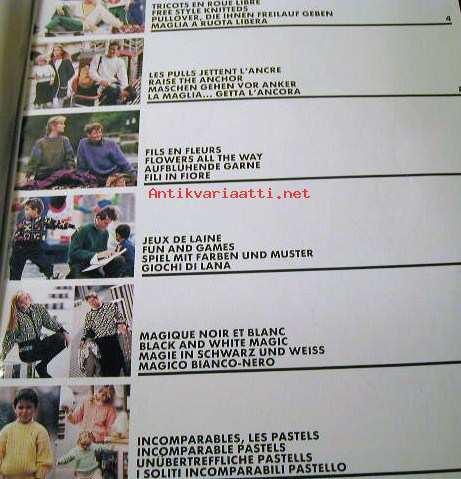 TRICOTS EN ROUE LIBRE
FREE STYLE KNITTEDS
PULLOVER, DIE IHNEN FREILAUF GEBEN
MAGLIA A RUOTA LIBERA
4
LES PULLS JETTENT L'ANCRE
RAISE THE ANCHOR
MASCHEN GEHEN VOR ANKER
LA MAGLIA... GETTA L'ANCORA
FILS EN FLEURS
FLOWERS ALL THE WAY
AUFBLÜHENDE GARNE
FILI IN FIORE
Antikvariaatti.net
JEUX DE LAINE
FUN AND GAMES
SPIEL MIT FARBEN UND MUSTER
GIOCHI DI LANA
MAGIQUE NOIR ET BLANC
BLACK AND WHITE MAGIC
MAGIE IN SCHWARZ UND WEISS
MAGICO BIANCO-NERO
INCOMPARABLES, LES PASTELS
INCOMPARABLE PASTELS
UNÜBERTREFFLICHE PASTELLS
I SOLITI INCOMPARABILI PASTELLO